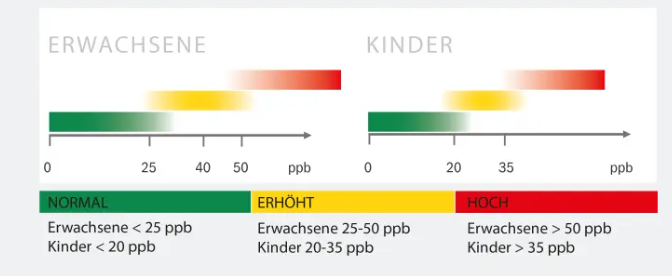 ERWACHSENE
0 25 40 50 ppb
KINDER
0 20 35 ppb
NORMAL
Erwachsene < 25 ppb
Kinder < 20 ppb
ERHÖHT
Erwachsene 25-50 ppb
Kinder 20-35 ppb
HOCH
Erwachsene > 50 ppb
Kinder > 35 ppb